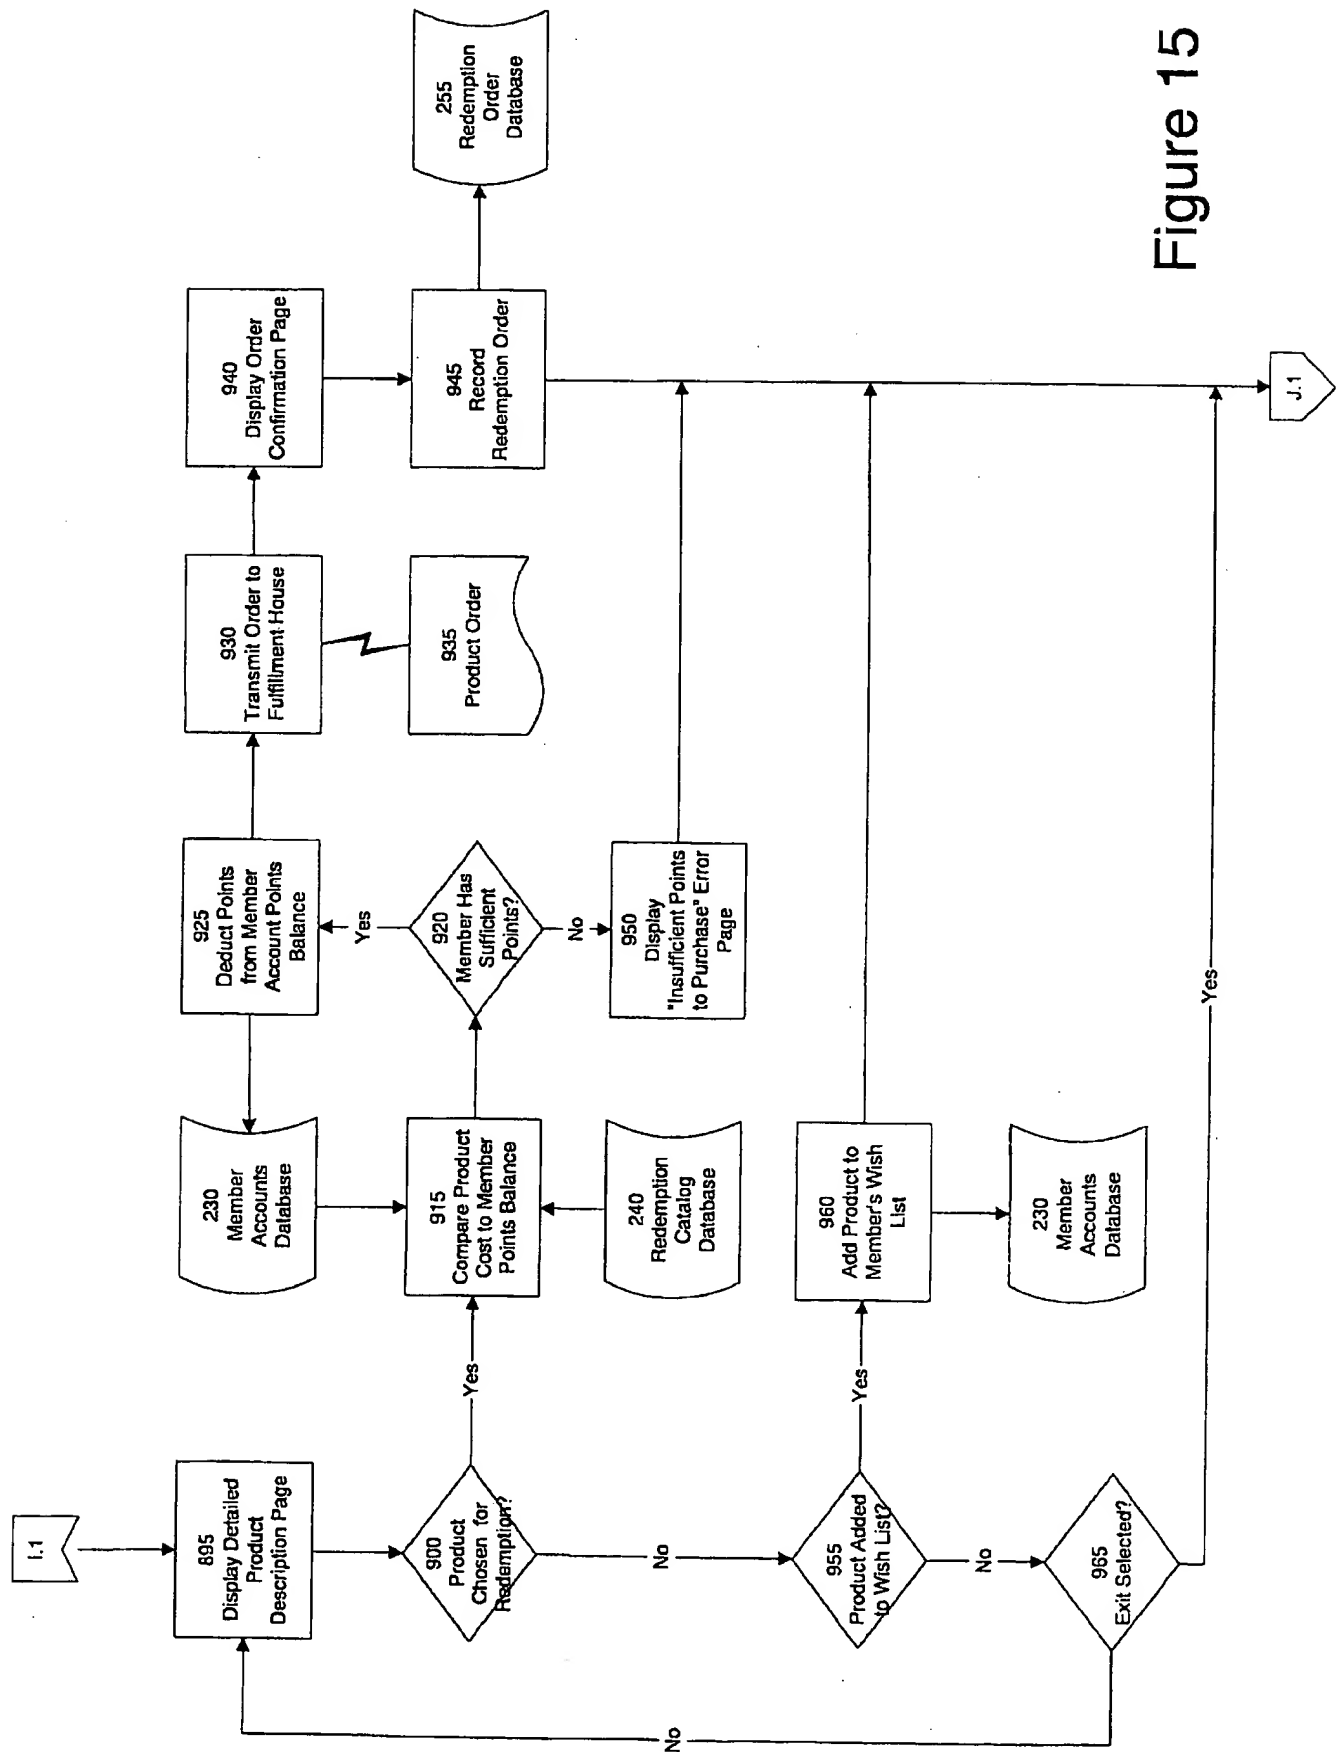 I.1
895
Display Detailed
Product
Description Page
900
Product
Chosen for
Redemption?
Yes
No
230
Member
Accounts
Database
915
Compare Product
Cost to Member
Points Balance
240
Redemption
Catalog
Database
925
Deduct Points
from Member
Account Points
Balance
Yes
920
Member Has
Sufficient
Points?
No
950
Display
"Insufficient Points
to Purchase" Error
Page
930
Transmit Order to
Fulfillment House
935
Product Order
940
Display Order
Confirmation Page
945
Record
Redemption Order
255
Redemption
Order
Database
955
Product Added
to Wish List?
Yes
No
960
Add Product to
Member's Wish
List
230
Member
Accounts
Database
965
Exit Selected?
Yes
No
J.1
Figure 15